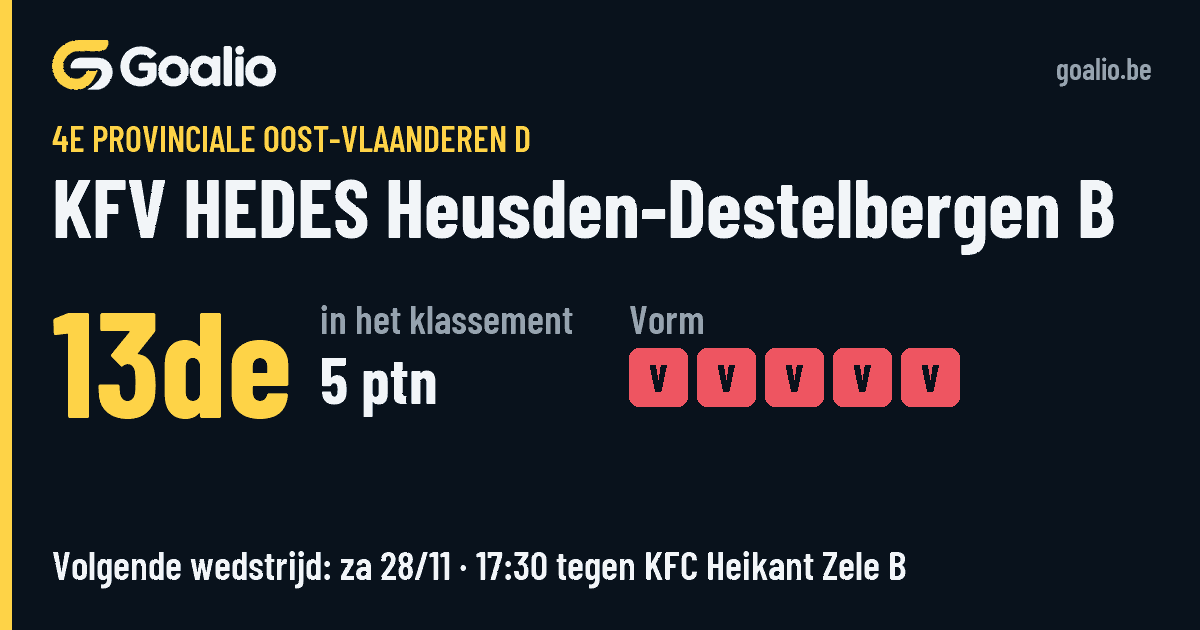 Goalio
goalio.be
4E PROVINCIALE OOST-VLAANDEREN D
KFV HEDES Heusden-Destelbergen B
13de
in het klassement
5 ptn
Vorm
V V V V V
Volgende wedstrijd: za 28/11 · 17:30 tegen KFC Heikant Zele B